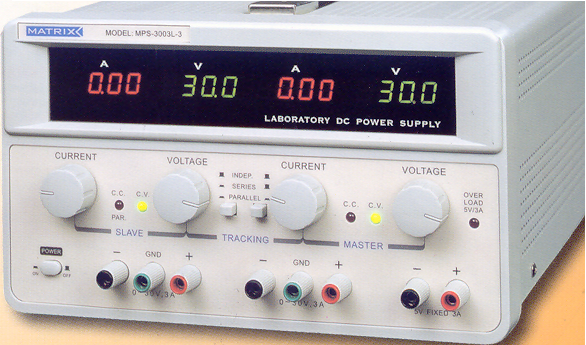 MATRIX
MODEL: MPS-3003L-3
A V A V
0.00 30.0 0.00 30.0
LABORATORY DC POWER SUPPLY
CURRENT VOLTAGE CURRENT VOLTAGE
INDEP.
SERIES
PARALLEL
C.C. C.V. C.C. C.V.
PAR.
OVER
LOAD
5V/3A
SLAVE TRACKING MASTER
POWER
ON OFF
− GND + − GND + − +
0~30V,3A 0~30V,3A 5V FIXED 3A